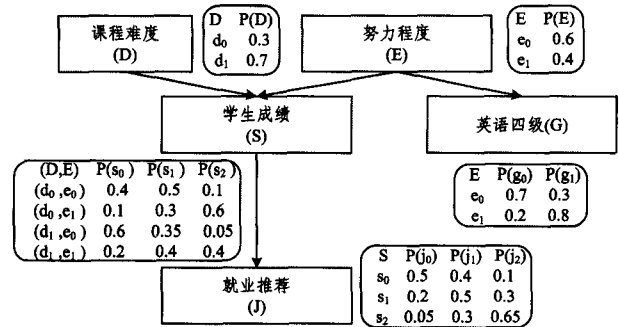 课程难度
(D)
D P(D)
d₀ 0.3
d₁ 0.7
努力程度
(E)
E P(E)
e₀ 0.6
e₁ 0.4
学生成绩
(S)
英语四级(G)
(D,E) P(s₀) P(s₁) P(s₂)
(d₀,e₀) 0.4 0.5 0.1
(d₀,e₁) 0.1 0.3 0.6
(d₁,e₀) 0.6 0.35 0.05
(d₁,e₁) 0.2 0.4 0.4
E P(g₀) P(g₁)
e₀ 0.7 0.3
e₁ 0.2 0.8
就业推荐
(J)
S P(j₀) P(j₁) P(j₂)
s₀ 0.5 0.4 0.1
s₁ 0.2 0.5 0.3
s₂ 0.05 0.3 0.65